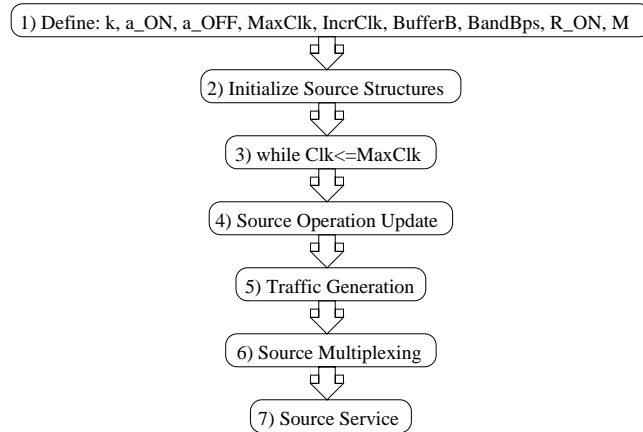 1) Define: k, a_ON, a_OFF, MaxClk, IncrClk, BufferB, BandBps, R_ON, M
2) Initialize Source Structures
3) while Clk<=MaxClk
4) Source Operation Update
5) Traffic Generation
6) Source Multiplexing
7) Source Service